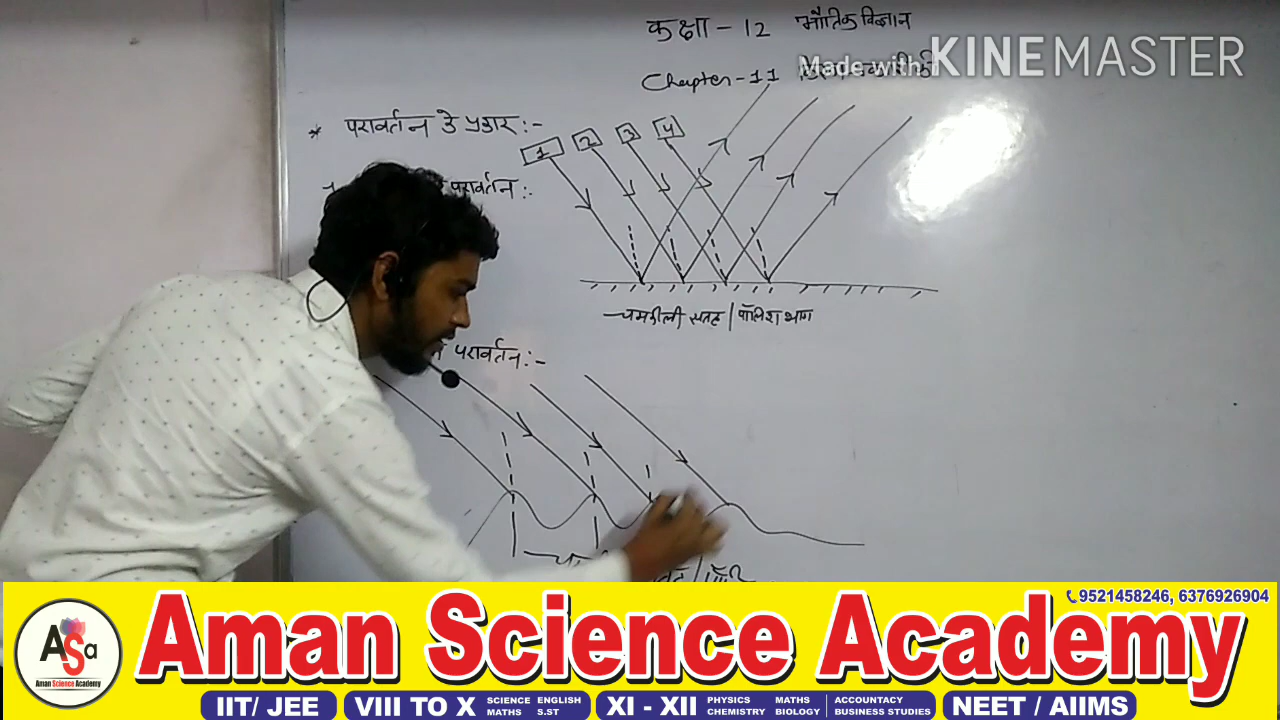 कक्षा - 12 भौतिक विज्ञान
Made with KINEMASTER
Chapter - 11
* परावर्तन के प्रकार :-
1 2 3 4
परावर्तन :-
चमकीली सतह / पॉलिश भाग
परावर्तन :-
9521458246, 6376926904
ASa
Aman Science Academy
Aman Science Academy
IIT/ JEE
VIII TO X SCIENCE ENGLISH MATHS S.ST
XI - XII PHYSICS MATHS CHEMISTRY BIOLOGY ACCOUNTACY BUSINESS STUDIES
NEET / AIIMS